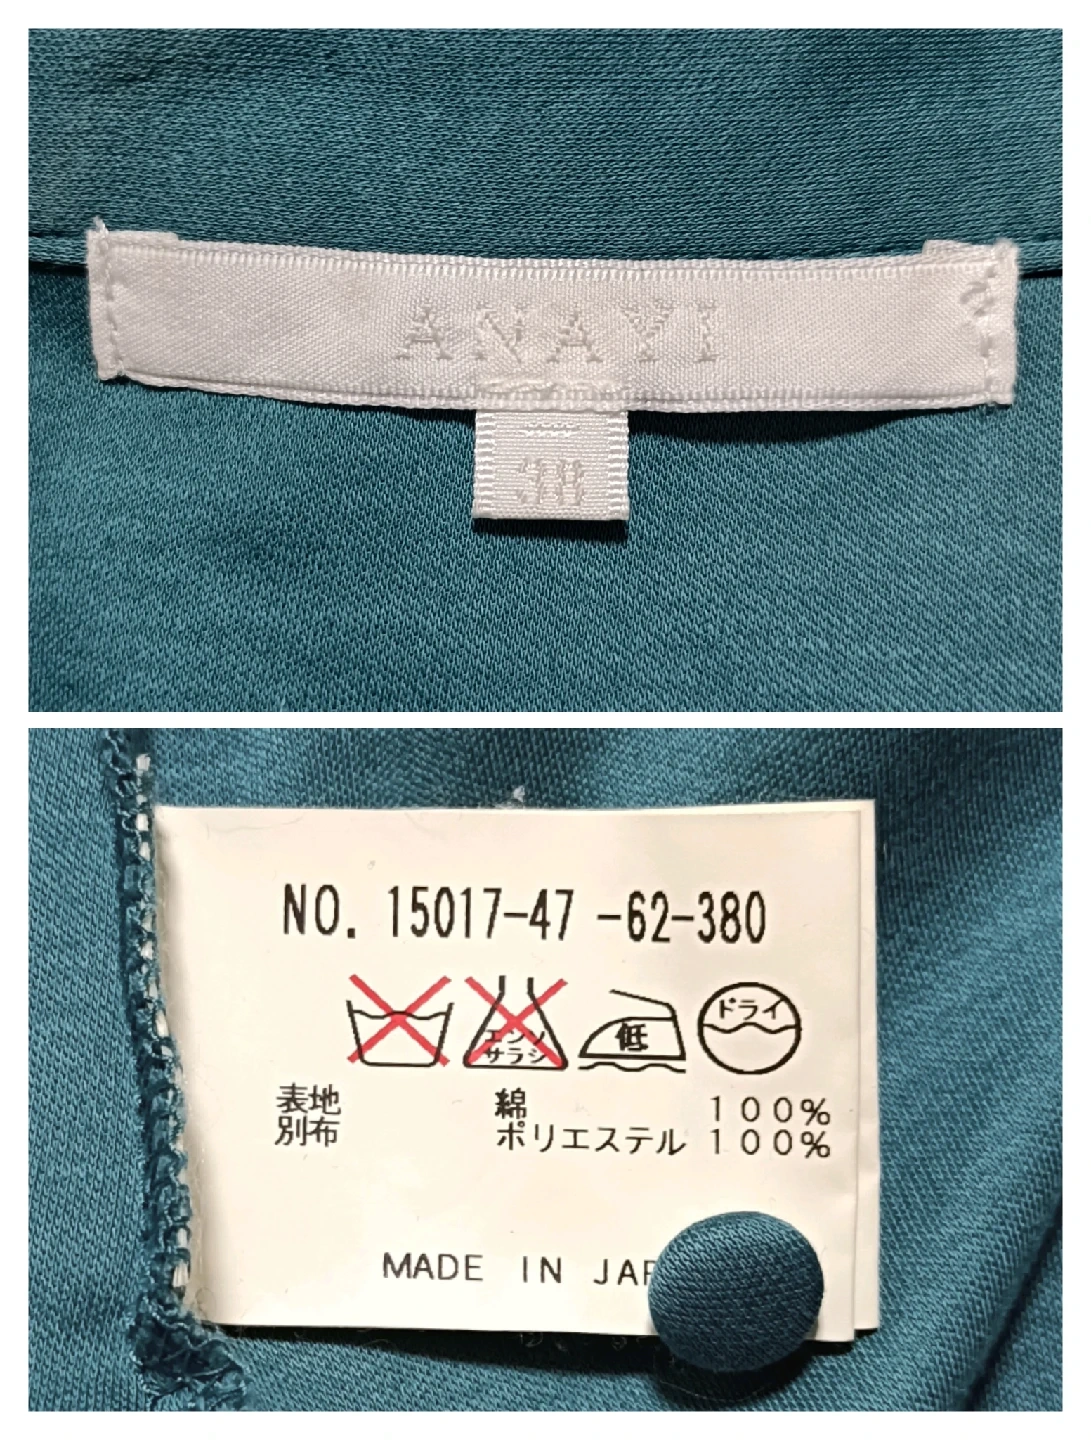 ANAYI
38
NO. 15017-47 -62-380
エンソ
サラシ
低
ドライ
表地 綿 100%
別布 ポリエステル 100%
MADE IN JAP